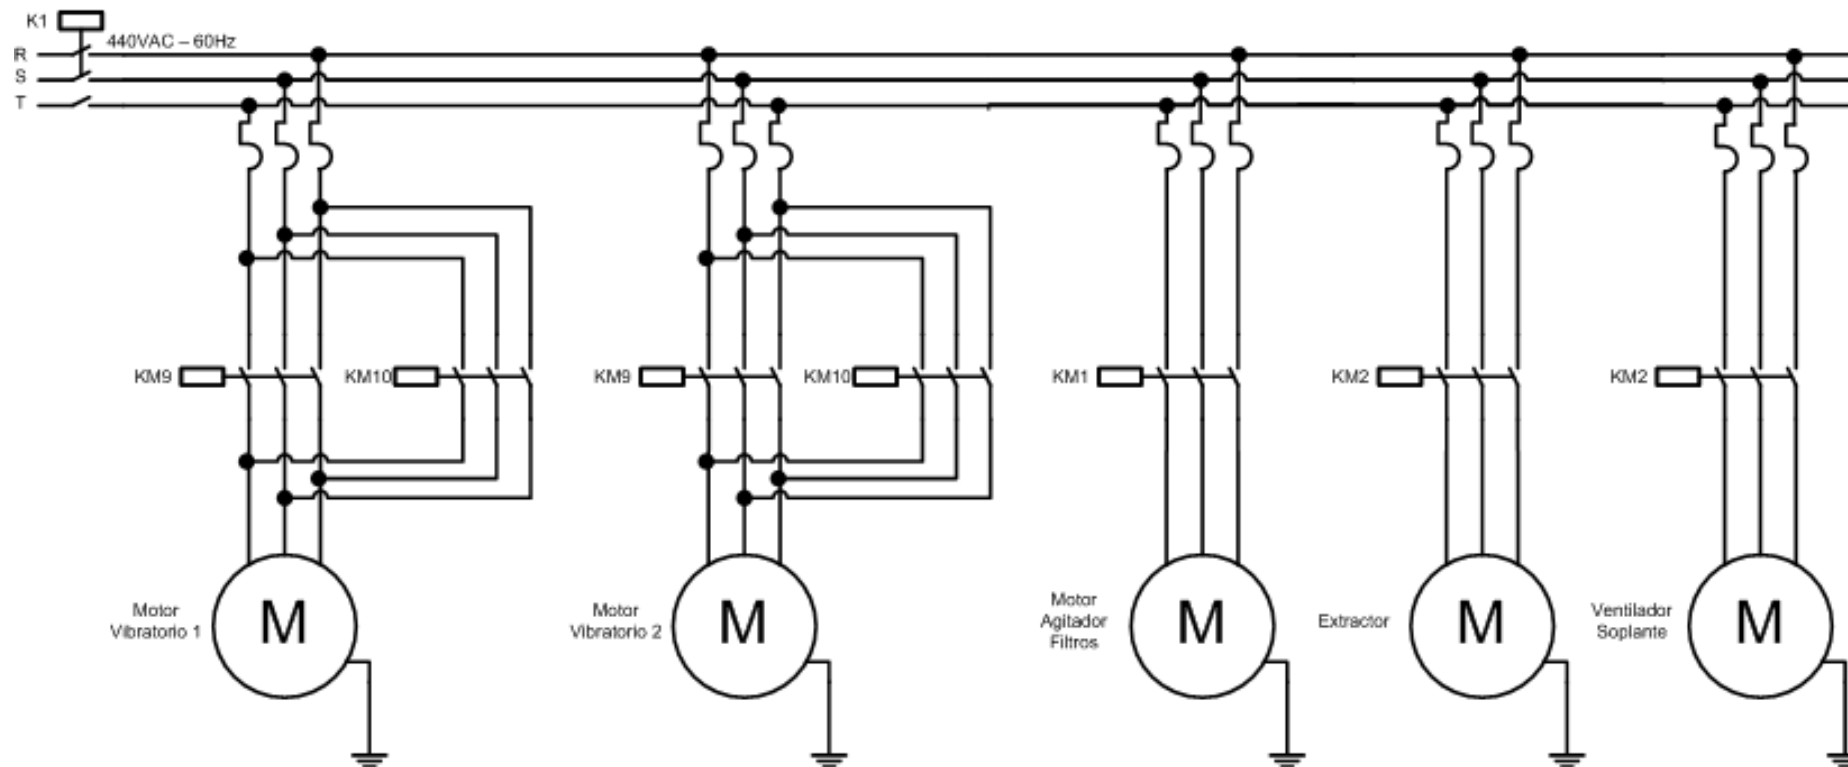 K1
440VAC – 60Hz
R
S
T
KM9
KM10
KM9
KM10
KM1
KM2
KM2
Motor
Vibratorio 1
M
Motor
Vibratorio 2
M
Motor
Agitador
Filtros
M
Extractor
M
Ventilador
Soplante
M